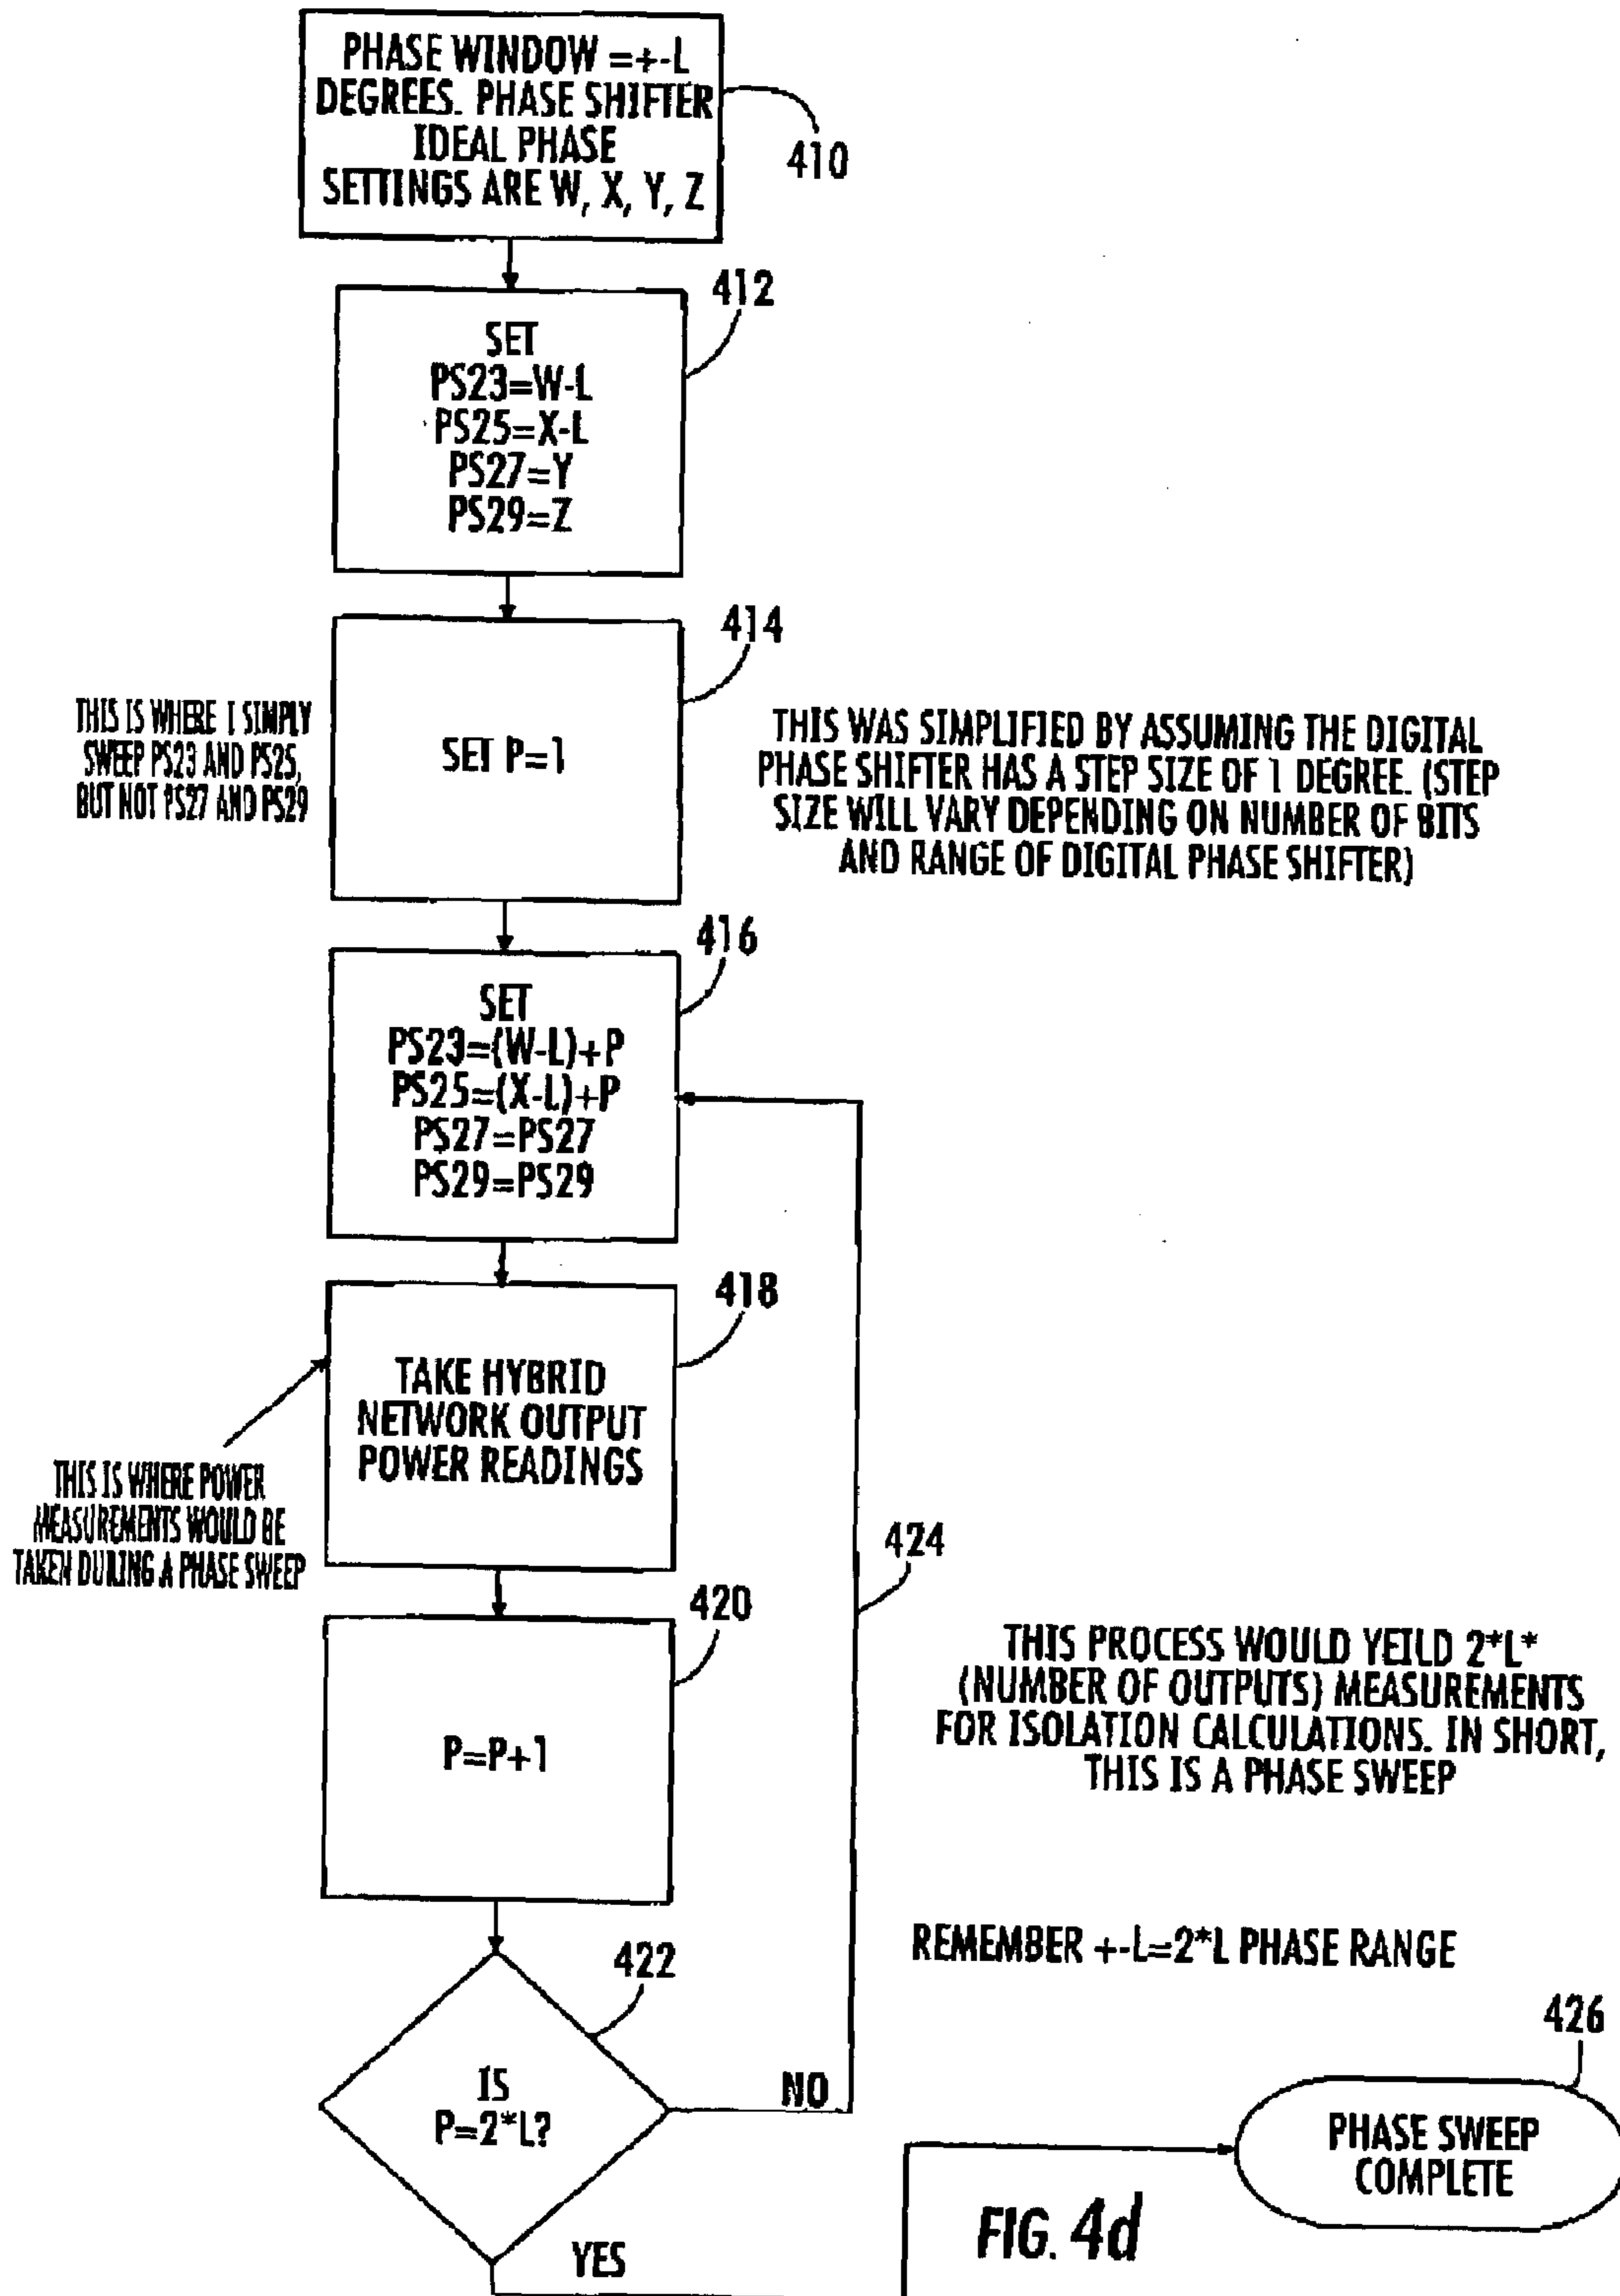 PHASE WINDOW =+-L
DEGREES. PHASE SHIFTER
IDEAL PHASE
SETTINGS ARE W, X, Y, Z
410
412
SET
PS23=W-L
PS25=X-L
PS27=Y
PS29=Z
414
THIS IS WHERE I SIMPLY
SWEEP PS23 AND PS25,
BUT NOT PS27 AND PS29
SET P=1
THIS WAS SIMPLIFIED BY ASSUMING THE DIGITAL
PHASE SHIFTER HAS A STEP SIZE OF 1 DEGREE. (STEP
SIZE WILL VARY DEPENDING ON NUMBER OF BITS
AND RANGE OF DIGITAL PHASE SHIFTER)
416
SET
PS23=(W-L)+P
PS25=(X-L)+P
PS27=PS27
PS29=PS29
418
TAKE HYBRID
NETWORK OUTPUT
POWER READINGS
THIS IS WHERE POWER
MEASUREMENTS WOULD BE
TAKEN DURING A PHASE SWEEP
424
420
P=P+1
THIS PROCESS WOULD YEILD 2*L*
(NUMBER OF OUTPUTS) MEASUREMENTS
FOR ISOLATION CALCULATIONS. IN SHORT,
THIS IS A PHASE SWEEP
REMEMBER +-L=2*L PHASE RANGE
422
IS
P=2*L?
NO
426
PHASE SWEEP
COMPLETE
YES
FIG. 4d